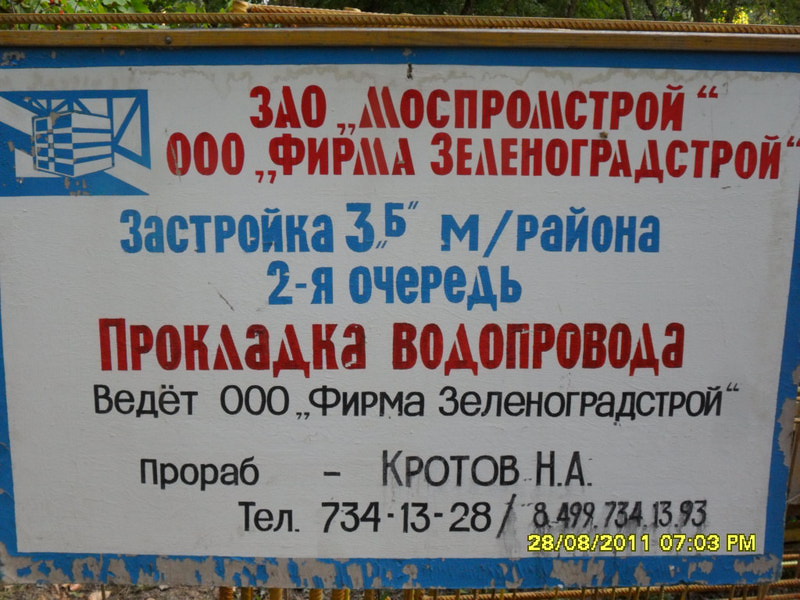 ЗАО „Моспромстрой“
ООО „Фирма Зеленоградстрой“
Застройка 3„Б“ м/района
2-я очередь
Прокладка водопровода
Ведёт ООО „Фирма Зеленоградстрой“
Прораб - Кротов Н.А.
Тел. 734-13-28/ 8.499.734.13.93
28/08/2011 07:03 PM